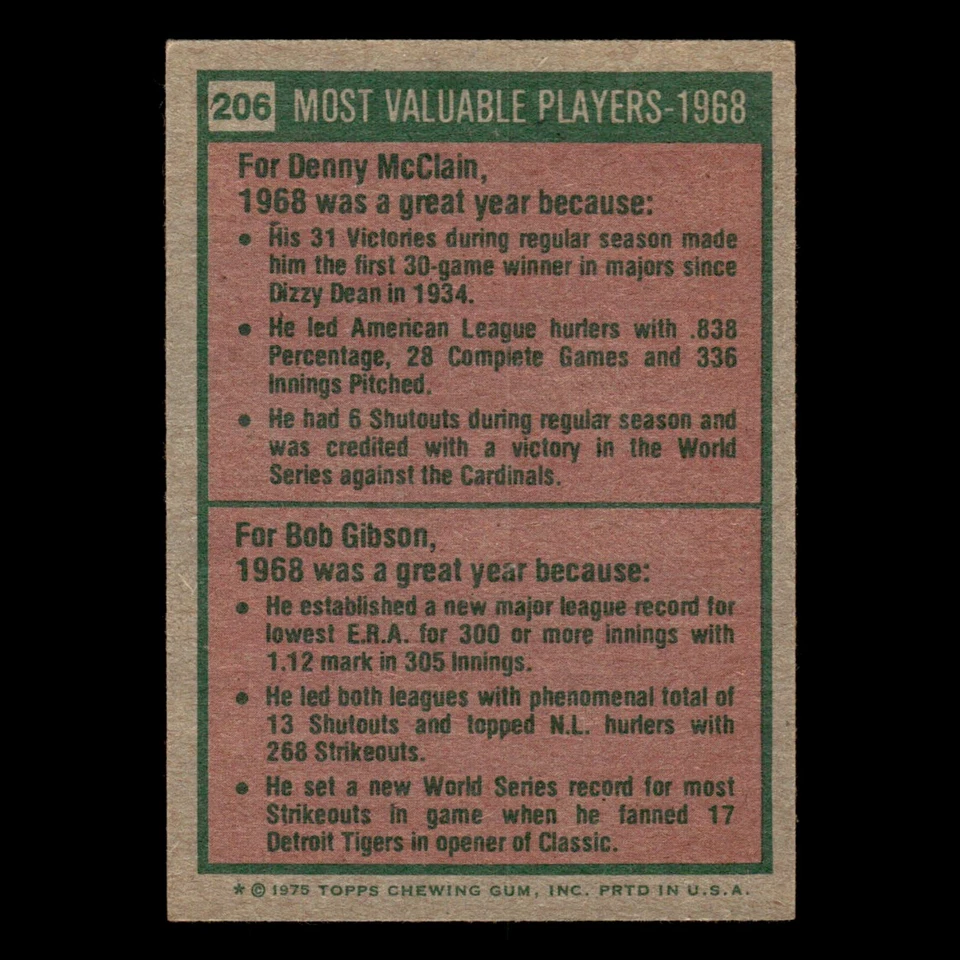 206 MOST VALUABLE PLAYERS-1968
For Denny McClain,
1968 was a great year because:
• His 31 Victories during regular season made
him the first 30-game winner in majors since
Dizzy Dean in 1934.
• He led American League hurlers with .838
Percentage, 28 Complete Games and 336
Innings Pitched.
• He had 6 Shutouts during regular season and
was credited with a victory in the World
Series against the Cardinals.
For Bob Gibson,
1968 was a great year because:
• He established a new major league record for
lowest E.R.A. for 300 or more innings with
1.12 mark in 305 Innings.
• He led both leagues with phenomenal total of
13 Shutouts and topped N.L. hurlers with
268 Strikeouts.
• He set a new World Series record for most
Strikeouts in game when he fanned 17
Detroit Tigers in opener of Classic.
* © 1975 TOPPS CHEWING GUM, INC. PRTD IN U.S.A.